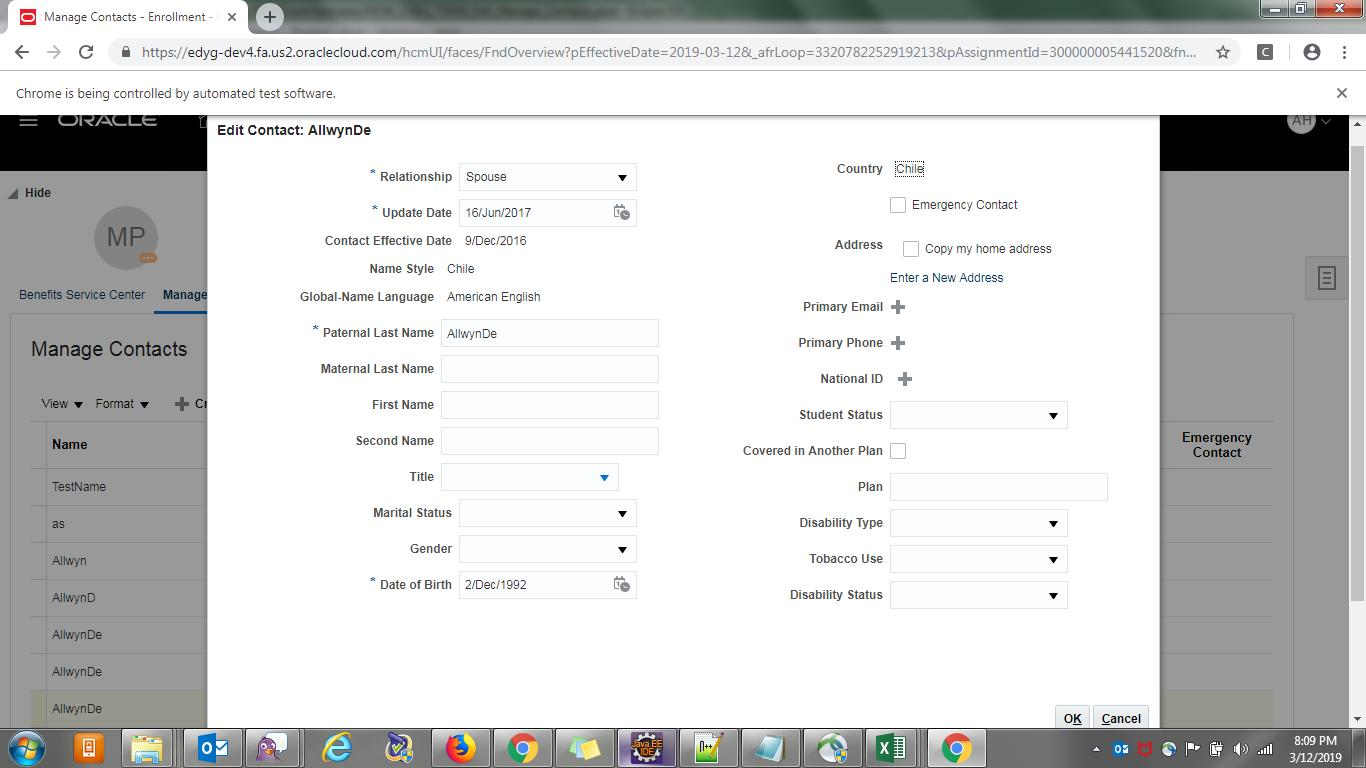 Manage Contacts - Enrollment -
https://edyg-dev4.fa.us2.oraclecloud.com/hcmUI/faces/FndOverview?pEffectiveDate=2019-03-12&_afrLoop=3320782252919213&pAssignmentId=300000005441520&fn...
Chrome is being controlled by automated test software.
ORACLE
AH
Hide
MP
Benefits Service Center
Manage
Manage Contacts
View
Format
Cr
Name
Emergency Contact
TestName
as
Allwyn
AllwynD
AllwynDe
AllwynDe
AllwynDe
Edit Contact: AllwynDe
* Relationship Spouse
* Update Date 16/Jun/2017
Contact Effective Date 9/Dec/2016
Name Style Chile
Global-Name Language American English
* Paternal Last Name AllwynDe
Maternal Last Name
First Name
Second Name
Title
Marital Status
Gender
* Date of Birth 2/Dec/1992
Country Chile
Emergency Contact
Address Copy my home address
Enter a New Address
Primary Email
Primary Phone
National ID
Student Status
Covered in Another Plan
Plan
Disability Type
Tobacco Use
Disability Status
OK Cancel
Java EE
IDE
8:09 PM
3/12/2019